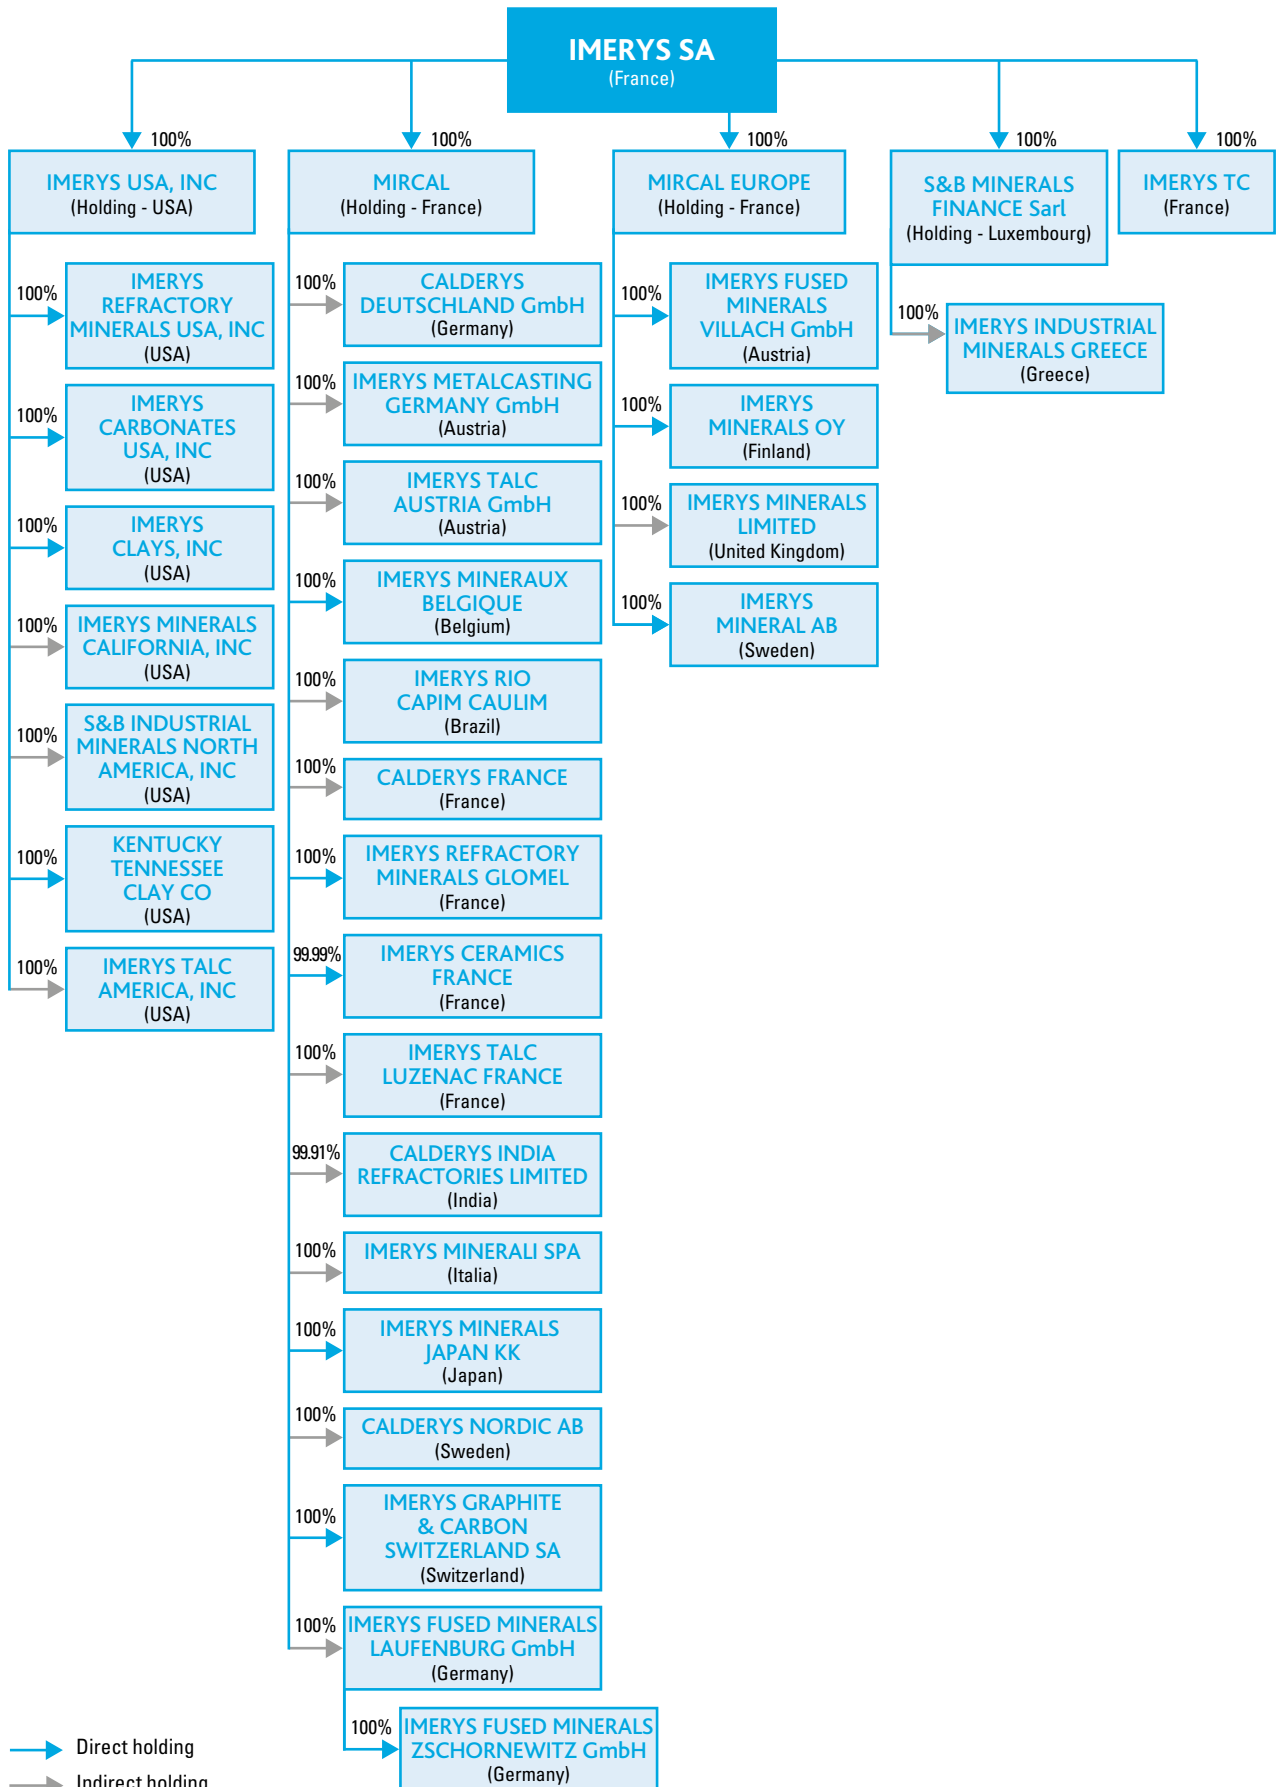 IMERYS SA
(France)
100%
IMERYS USA, INC
(Holding - USA)
100%
IMERYS
REFRACTORY
MINERALS USA, INC
(USA)
100%
IMERYS
CARBONATES
USA, INC
(USA)
100%
IMERYS
CLAYS, INC
(USA)
100%
IMERYS MINERALS
CALIFORNIA, INC
(USA)
100%
S&B INDUSTRIAL
MINERALS NORTH
AMERICA, INC
(USA)
100%
KENTUCKY
TENNESSEE
CLAY CO
(USA)
100%
IMERYS TALC
AMERICA, INC
(USA)
100%
MIRCAL
(Holding - France)
100%
CALDERYS
DEUTSCHLAND GmbH
(Germany)
100%
IMERYS METALCASTING
GERMANY GmbH
(Austria)
100%
IMERYS TALC
AUSTRIA GmbH
(Austria)
100%
IMERYS MINERAUX
BELGIQUE
(Belgium)
100%
IMERYS RIO
CAPIM CAULIM
(Brazil)
100%
CALDERYS FRANCE
(France)
100%
IMERYS REFRACTORY
MINERALS GLOMEL
(France)
99.99%
IMERYS CERAMICS
FRANCE
(France)
100%
IMERYS TALC
LUZENAC FRANCE
(France)
99.91%
CALDERYS INDIA
REFRACTORIES LIMITED
(India)
100%
IMERYS MINERALI SPA
(Italia)
100%
IMERYS MINERALS
JAPAN KK
(Japan)
100%
CALDERYS NORDIC AB
(Sweden)
100%
IMERYS GRAPHITE
& CARBON
SWITZERLAND SA
(Switzerland)
100%
IMERYS FUSED MINERALS
LAUFENBURG GmbH
(Germany)
100%
IMERYS FUSED MINERALS
ZSCHORNEWITZ GmbH
(Germany)
100%
MIRCAL EUROPE
(Holding - France)
100%
IMERYS FUSED
MINERALS
VILLACH GmbH
(Austria)
100%
IMERYS
MINERALS OY
(Finland)
100%
IMERYS MINERALS
LIMITED
(United Kingdom)
100%
IMERYS
MINERAL AB
(Sweden)
100%
S&B MINERALS
FINANCE Sarl
(Holding - Luxembourg)
100%
IMERYS INDUSTRIAL
MINERALS GREECE
(Greece)
100%
IMERYS TC
(France)
Direct holding
Indirect holding